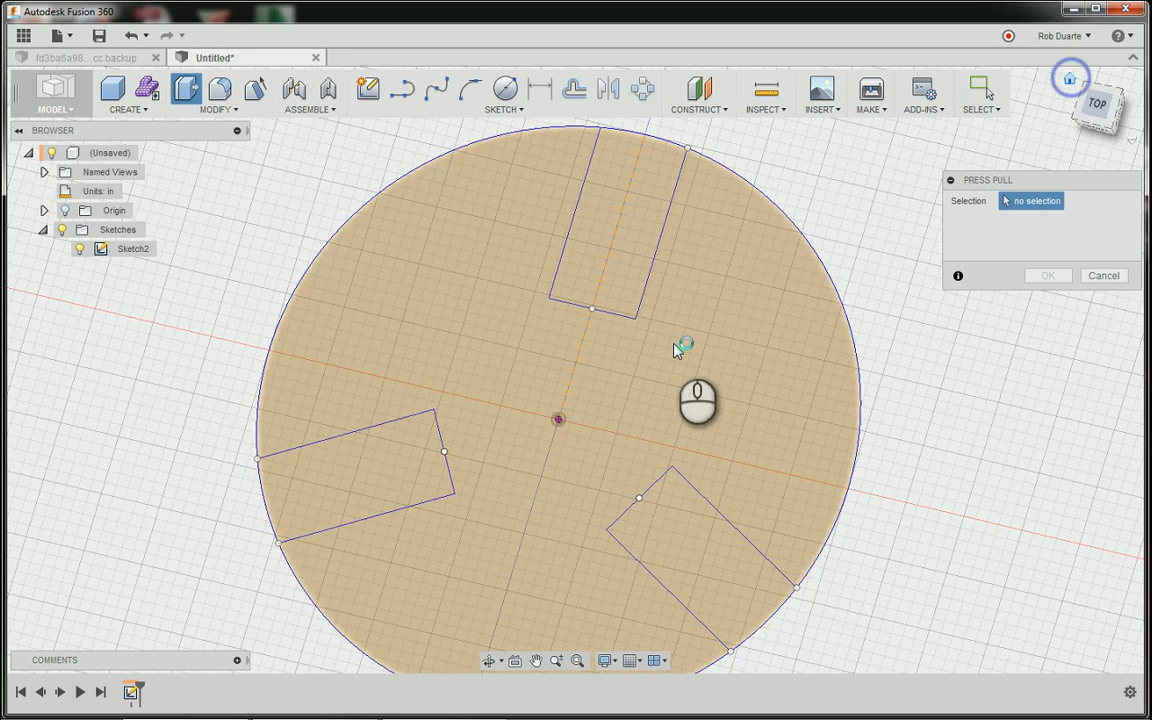 Autodesk Fusion 360
Rob Duarte
fd3ba6a98 ...cc.backup
Untitled*
MODEL
CREATE
MODIFY
ASSEMBLE
SKETCH
CONSTRUCT
INSPECT
INSERT
MAKE
ADD-INS
SELECT
TOP
BROWSER
(Unsaved)
Named Views
Units: in
Origin
Sketches
Sketch2
PRESS PULL
Selection
no selection
OK
Cancel
COMMENTS